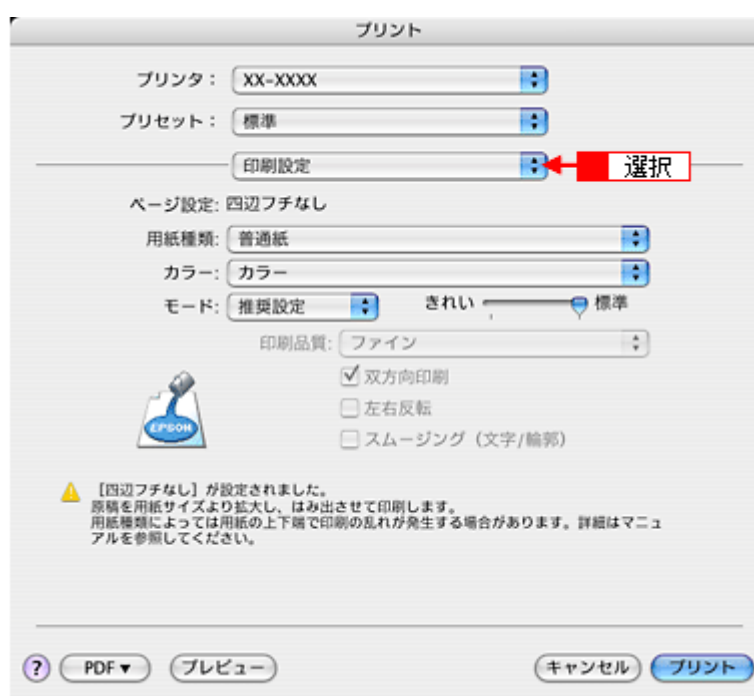 プリント
プリンタ： XX-XXXX
プリセット： 標準
印刷設定 選択
ページ設定: 四辺フチなし
用紙種類: 普通紙
カラー: カラー
モード: 推奨設定 きれい 標準
印刷品質: ファイン
双方向印刷
左右反転
スムージング（文字/輪郭）
EPSON
［四辺フチなし］が設定されました。
原稿を用紙サイズより拡大し、はみ出させて印刷します。
用紙種類によっては用紙の上下端で印刷の乱れが発生する場合があります。詳細はマニュ
アルを参照してください。
? PDF▼ プレビュー キャンセル プリント